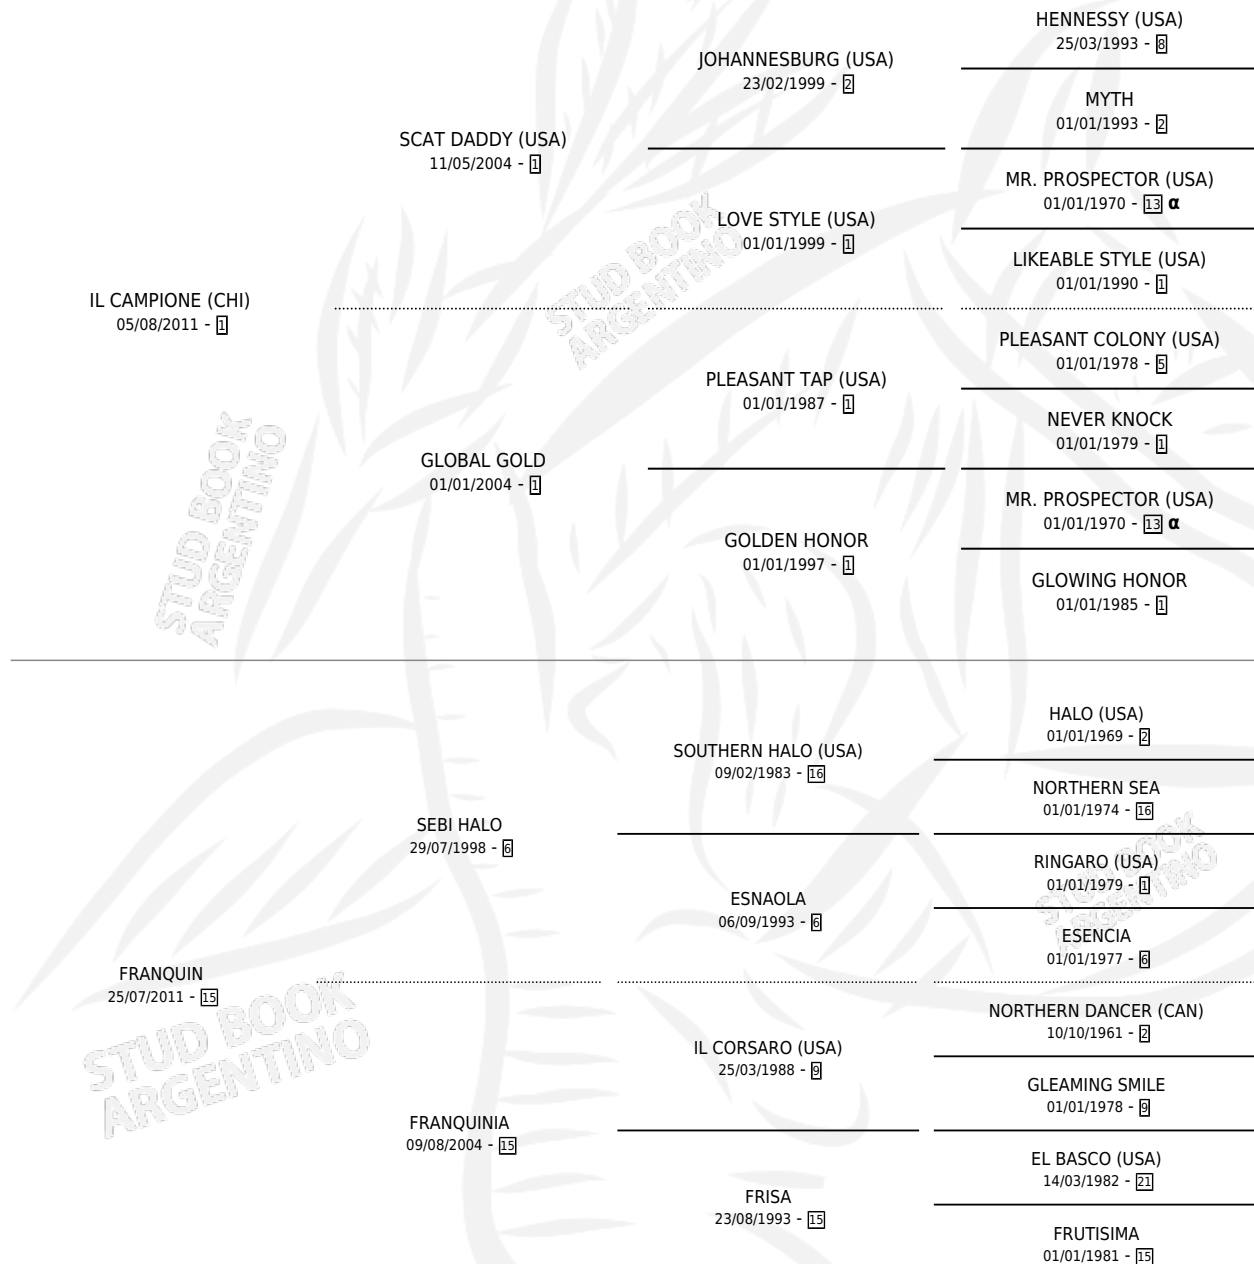 HENNESSY (USA)
25/03/1993 - 8
JOHANNESBURG (USA)
23/02/1999 - 2
MYTH
01/01/1993 - 2
SCAT DADDY (USA)
11/05/2004 - 1
MR. PROSPECTOR (USA)
01/01/1970 - 13 α
LOVE STYLE (USA)
01/01/1999 - 1
LIKEABLE STYLE (USA)
01/01/1990 - 1
IL CAMPIONE (CHI)
05/08/2011 - 1
PLEASANT COLONY (USA)
01/01/1978 - 5
PLEASANT TAP (USA)
01/01/1987 - 1
NEVER KNOCK
01/01/1979 - 1
GLOBAL GOLD
01/01/2004 - 1
MR. PROSPECTOR (USA)
01/01/1970 - 13 α
GOLDEN HONOR
01/01/1997 - 1
GLOWING HONOR
01/01/1985 - 1
HALO (USA)
01/01/1969 - 2
SOUTHERN HALO (USA)
09/02/1983 - 16
NORTHERN SEA
01/01/1974 - 16
SEBI HALO
29/07/1998 - 6
RINGARO (USA)
01/01/1979 - 1
ESNAOLA
06/09/1993 - 6
ESENCIA
01/01/1977 - 6
FRANQUIN
25/07/2011 - 15
NORTHERN DANCER (CAN)
10/10/1961 - 2
IL CORSARO (USA)
25/03/1988 - 9
GLEAMING SMILE
01/01/1978 - 9
FRANQUINIA
09/08/2004 - 15
EL BASCO (USA)
14/03/1982 - 21
FRISA
23/08/1993 - 15
FRUTISIMA
01/01/1981 - 15
STUD BOOK
ARGENTINO
STUD BOOK
ARGENTINO
STUD BOOK
ARGENTINO
STUD BOOK
ARGENTINO